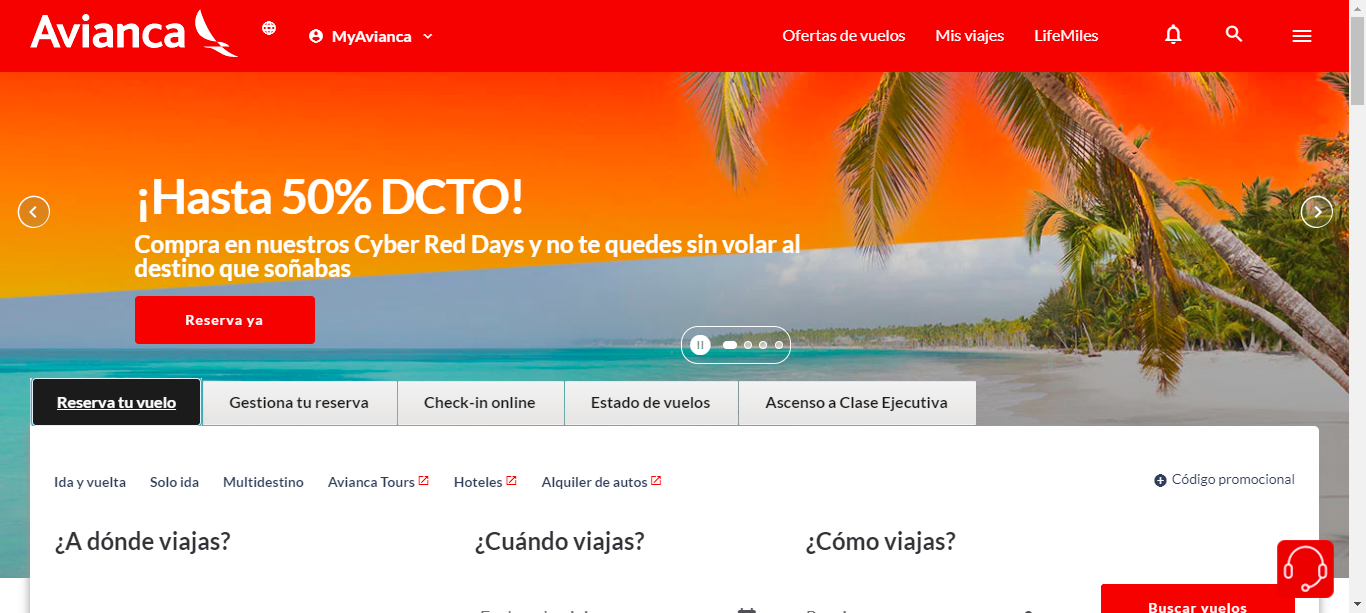 Avianca
MyAvianca
Ofertas de vuelos
Mis viajes
LifeMiles
¡Hasta 50% DCTO!
Compra en nuestros Cyber Red Days y no te quedes sin volar al
destino que soñabas
Reserva ya
Reserva tu vuelo
Gestiona tu reserva
Check-in online
Estado de vuelos
Ascenso a Clase Ejecutiva
Ida y vuelta
Solo ida
Multidestino
Avianca Tours
Hoteles
Alquiler de autos
Código promocional
¿A dónde viajas?
¿Cuándo viajas?
¿Cómo viajas?
Buscar vuelos